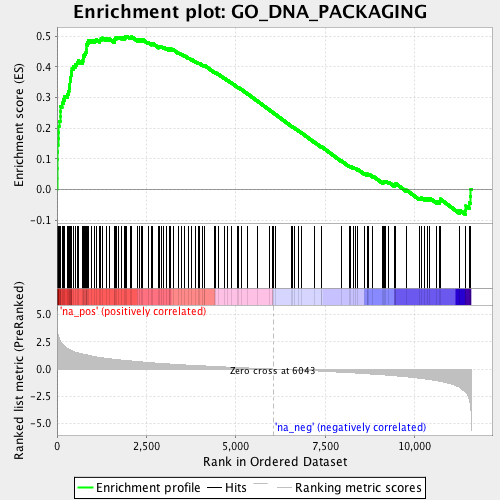 Enrichment plot: GO_DNA_PACKAGING
Enrichment score (ES)
0.5
0.4
0.3
0.2
0.1
0.0
-0.1
'na_pos' (positively correlated)
Ranked list metric (PreRanked)
5.0
2.5
0.0
-2.5
-5.0
Zero cross at 6043
'na_neg' (negatively correlated)
0
2,500
5,000
7,500
10,000
Rank in Ordered Dataset
Enrichment profile
Hits
Ranking metric scores